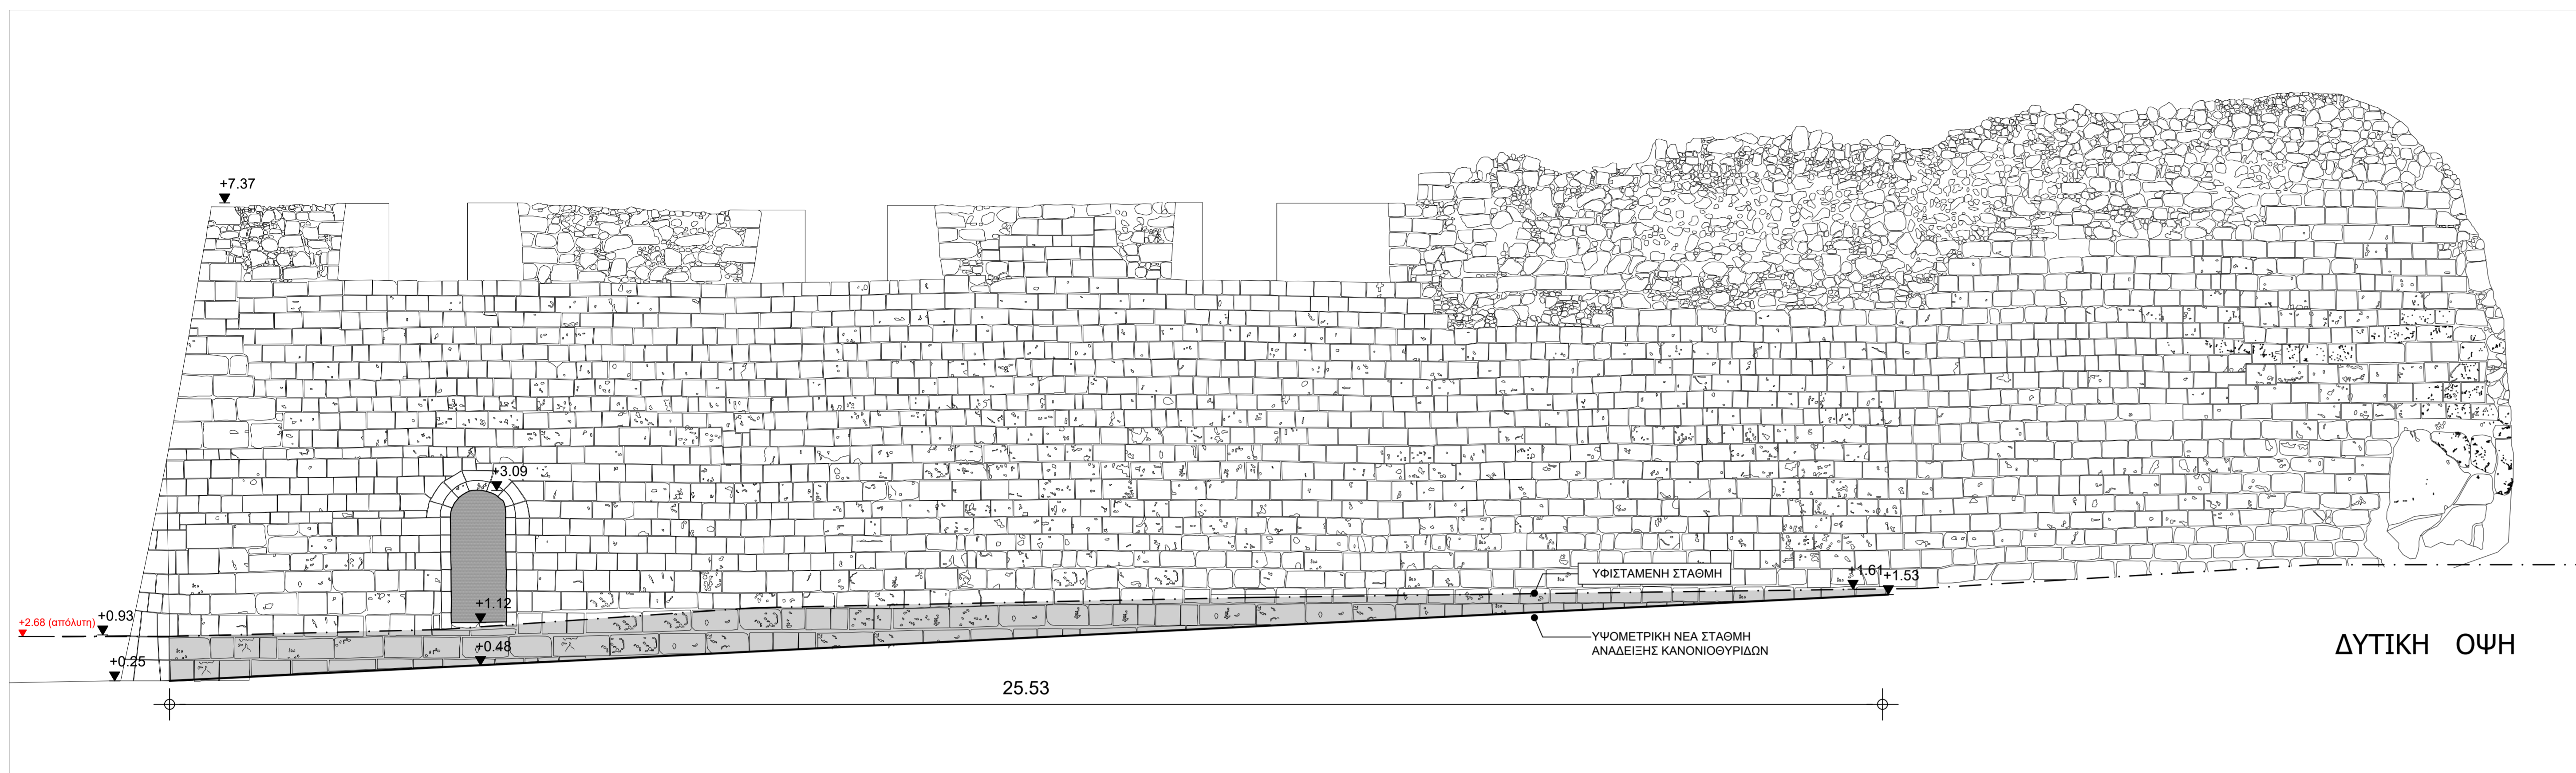 +7.37
+3.09
ΥΦΙΣΤΑΜΕΝΗ ΣΤΑΘΜΗ
+1.61
+1.53
+1.12
+0.93
+2.68 (απόλυτη)
ΥΨΟΜΕΤΡΙΚΗ ΝΕΑ ΣΤΑΘΜΗ
ΑΝΑΔΕΙΞΗΣ ΚΑΝΟΝΙΟΘΥΡΙΔΩΝ
ΔΥΤΙΚΗ ΟΨΗ
+0.48
+0.25
25.53